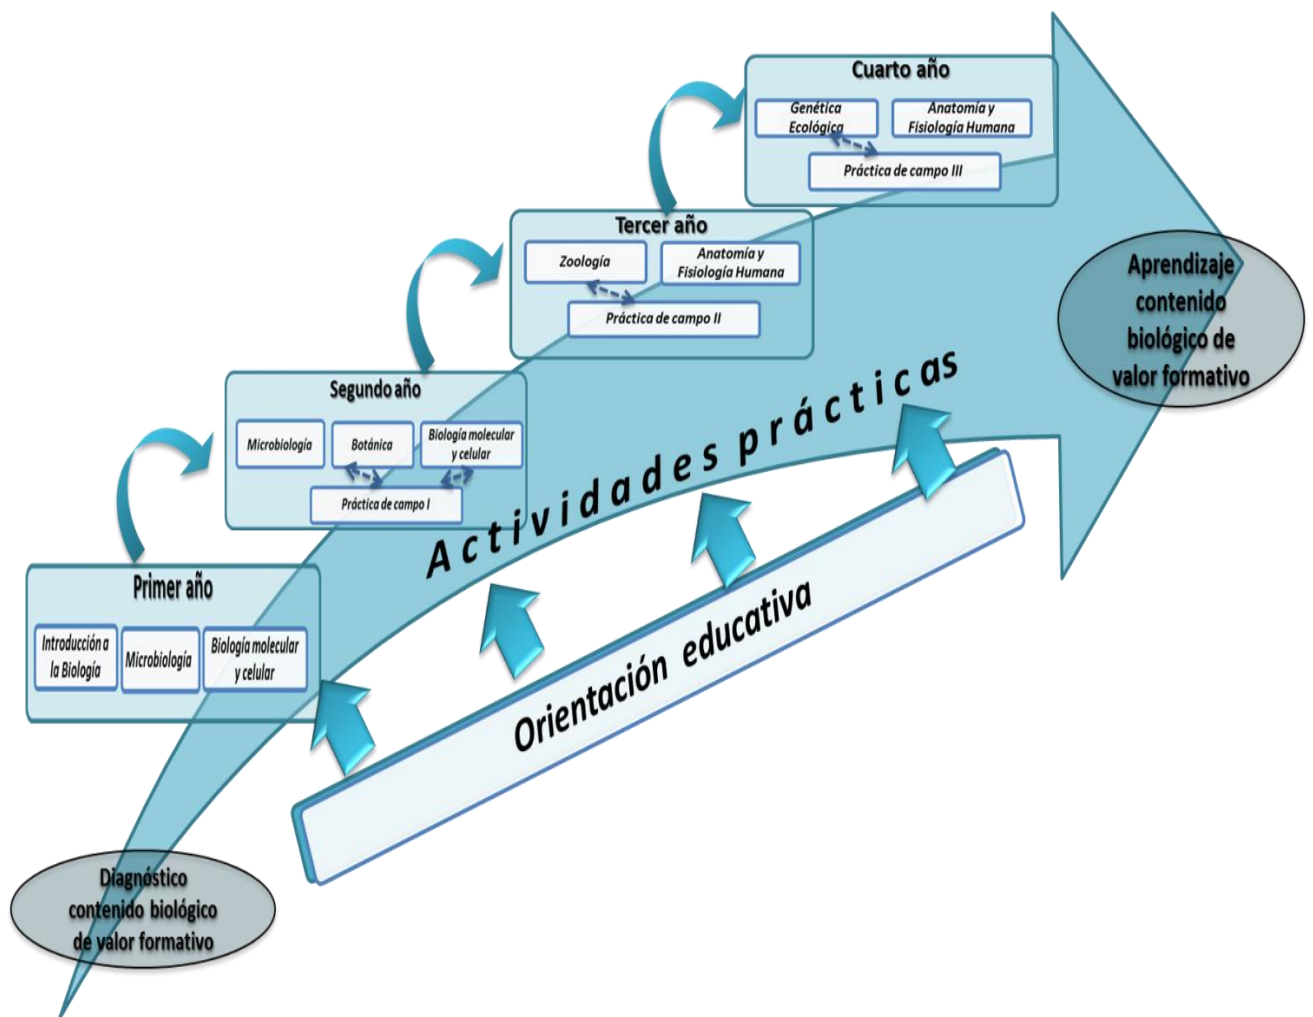 Cuarto año
Genética
Ecológica
Anatomía y
Fisiología Humana
Práctica de campo III
Tercer año
Zoología
Anatomía y
Fisiología Humana
Práctica de campo II
Segundo año
Microbiología
Botánica
Biología molecular
y celular
Práctica de campo I
Primer año
Introducción a
la Biología
Microbiología
Biología molecular
y celular
Actividades prácticas
Orientación educativa
Aprendizaje
contenido
biológico de
valor formativo
Diagnóstico
contenido biológico
de valor formativo